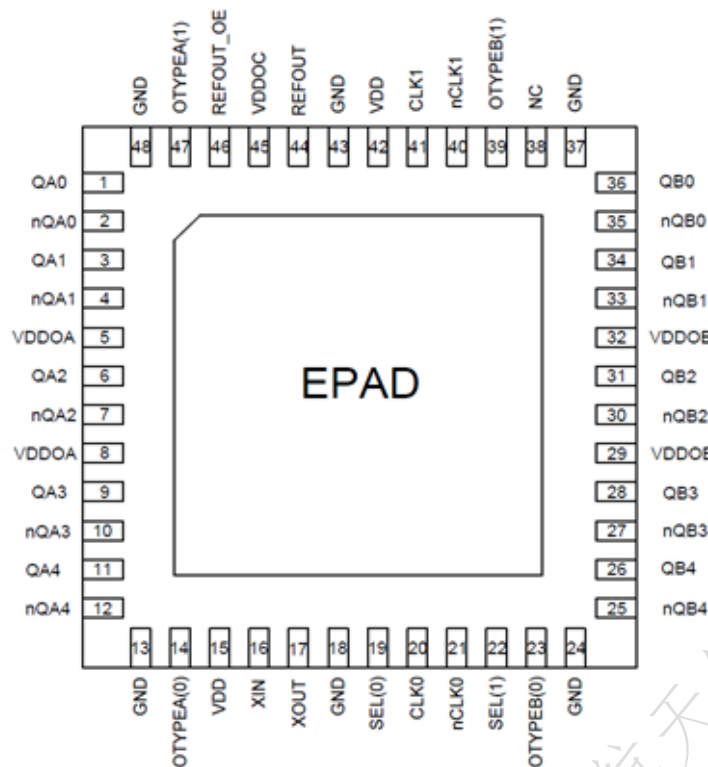 GND OTYPEA(1) REFOUT_OE VDDOC REFOUT GND VDD CLK1 nCLK1 OTYPEB(1) NC GND
48 47 46 45 44 43 42 41 40 39 38 37
QA0 1 36 QB0
nQA0 2 35 nQB0
QA1 3 34 QB1
nQA1 4 33 nQB1
VDDOA 5 32 VDDOB
QA2 6 31 QB2
EPAD
nQA2 7 30 nQB2
VDDOA 8 29 VDDOB
QA3 9 28 QB3
nQA3 10 27 nQB3
QA4 11 26 QB4
nQA4 12 25 nQB4
13 14 15 16 17 18 19 20 21 22 23 24
GND OTYPEA(0) VDD XIN XOUT GND SEL(0) CLK0 nCLK0 SEL(1) OTYPEB(0) GND
天